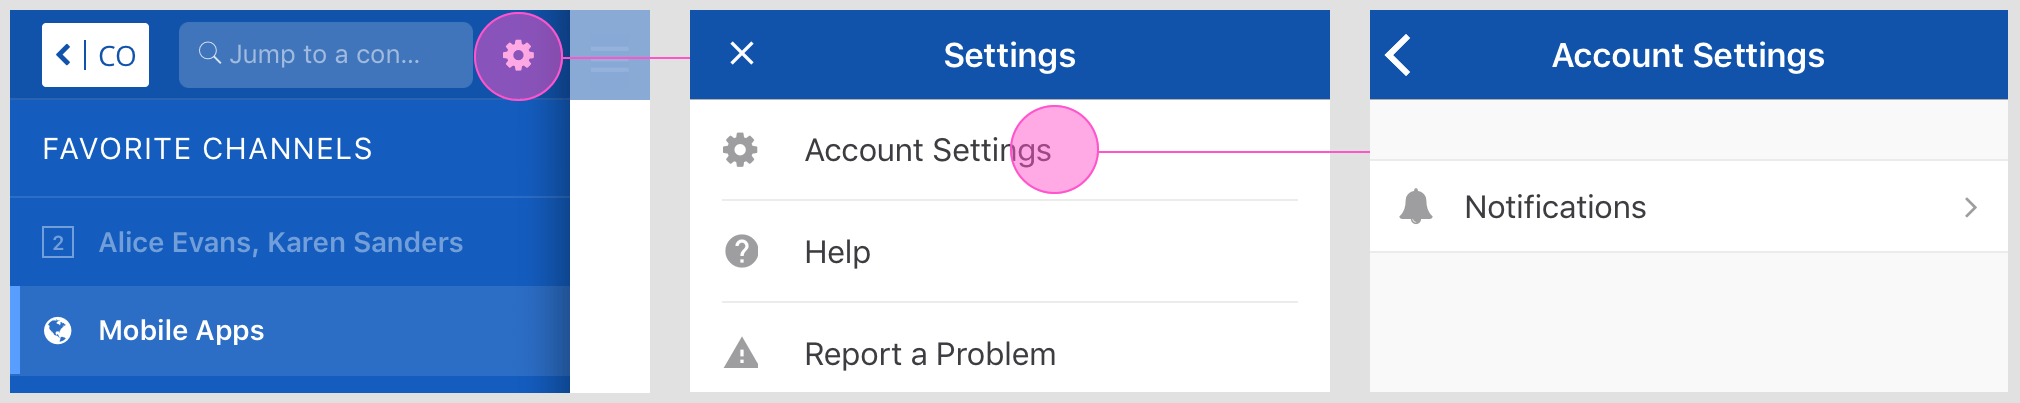 CO
Jump to a con...
FAVORITE CHANNELS
2
Alice Evans, Karen Sanders
Mobile Apps
Settings
Account Settings
Help
Report a Problem
Account Settings
Notifications